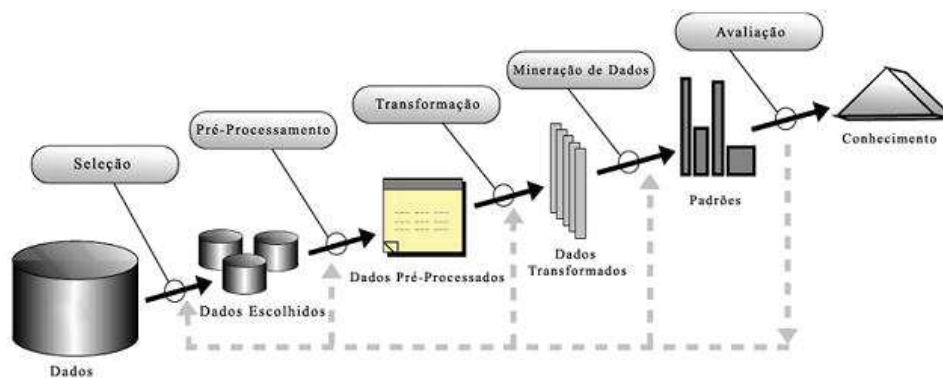 Avaliação
Mineração de Dados
Transformação
Pré-Processamento
Seleção
Conhecimento
Padrões
Dados
Transformados
Dados Pré-Processados
Dados Escolhidos
Dados